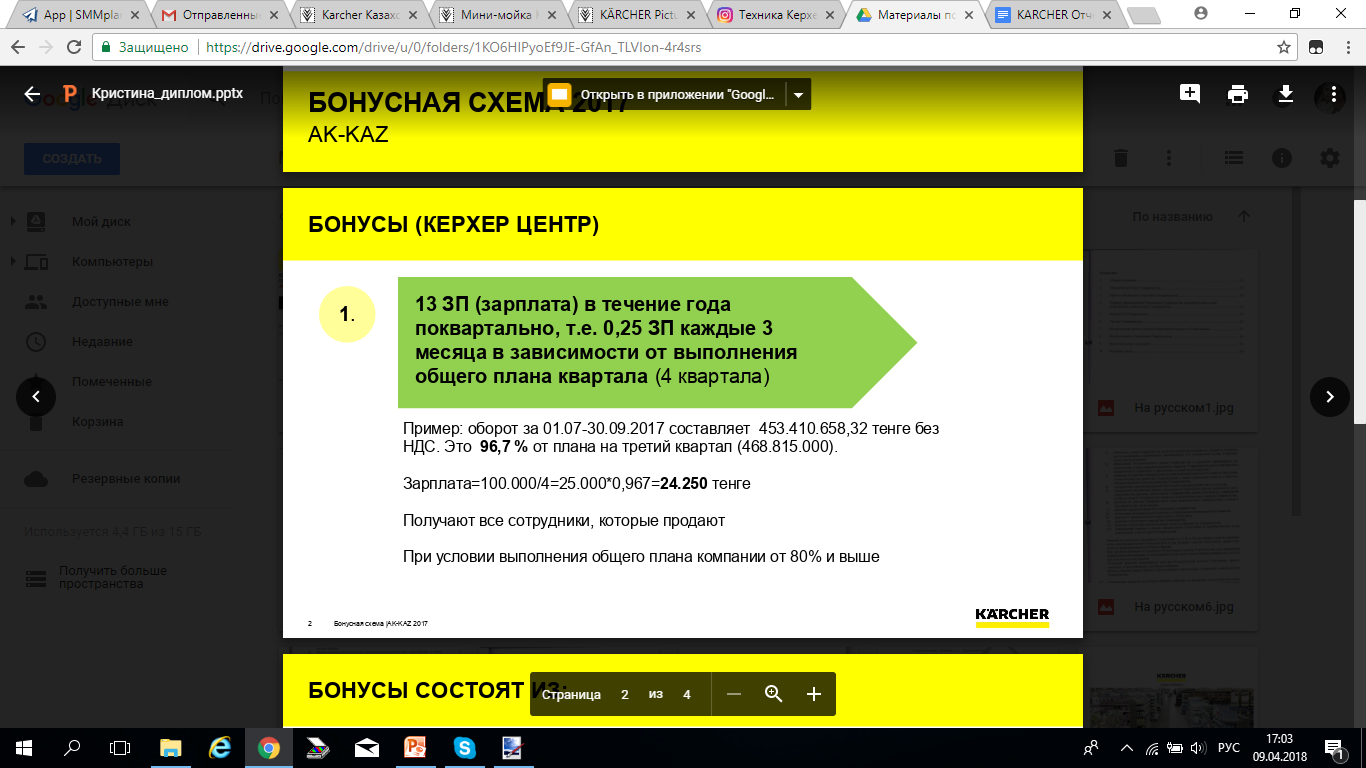 App | SMMplan
Отправленные
Karcher Казахс
Мини-мойка
KÄRCHER Pictu
Техника Керхе
Материалы по
KARCHER Отч
Защищено
https://drive.google.com/drive/u/0/folders/1KO6HIPyoEf9JE-GfAn_TLVIon-4r4srs
Кристина_диплом.pptx
Открыть в приложении "Googl...
БОНУСНАЯ СХЕМА 2017
AK-KAZ
СОЗДАТЬ
Мой диск
Компьютеры
Доступные мне
Недавние
Помеченные
Корзина
Резервные копии
Используется 4,4 ГБ из 15 ГБ
Получить больше
пространства
По названию
На русском1.jpg
На русском6.jpg
БОНУСЫ (КЕРХЕР ЦЕНТР)
1.
13 ЗП (зарплата) в течение года
поквартально, т.е. 0,25 ЗП каждые 3
месяца в зависимости от выполнения
общего плана квартала (4 квартала)
Пример: оборот за 01.07-30.09.2017 составляет 453.410.658,32 тенге без
НДС. Это 96,7 % от плана на третий квартал (468.815.000).
Зарплата=100.000/4=25.000*0,967=24.250 тенге
Получают все сотрудники, которые продают
При условии выполнения общего плана компании от 80% и выше
2 Бонусная схема |AK-KAZ 2017
KÄRCHER
БОНУСЫ СОСТОЯТ ИЗ:
Страница 2 из 4
РУС
17:03
09.04.2018
1